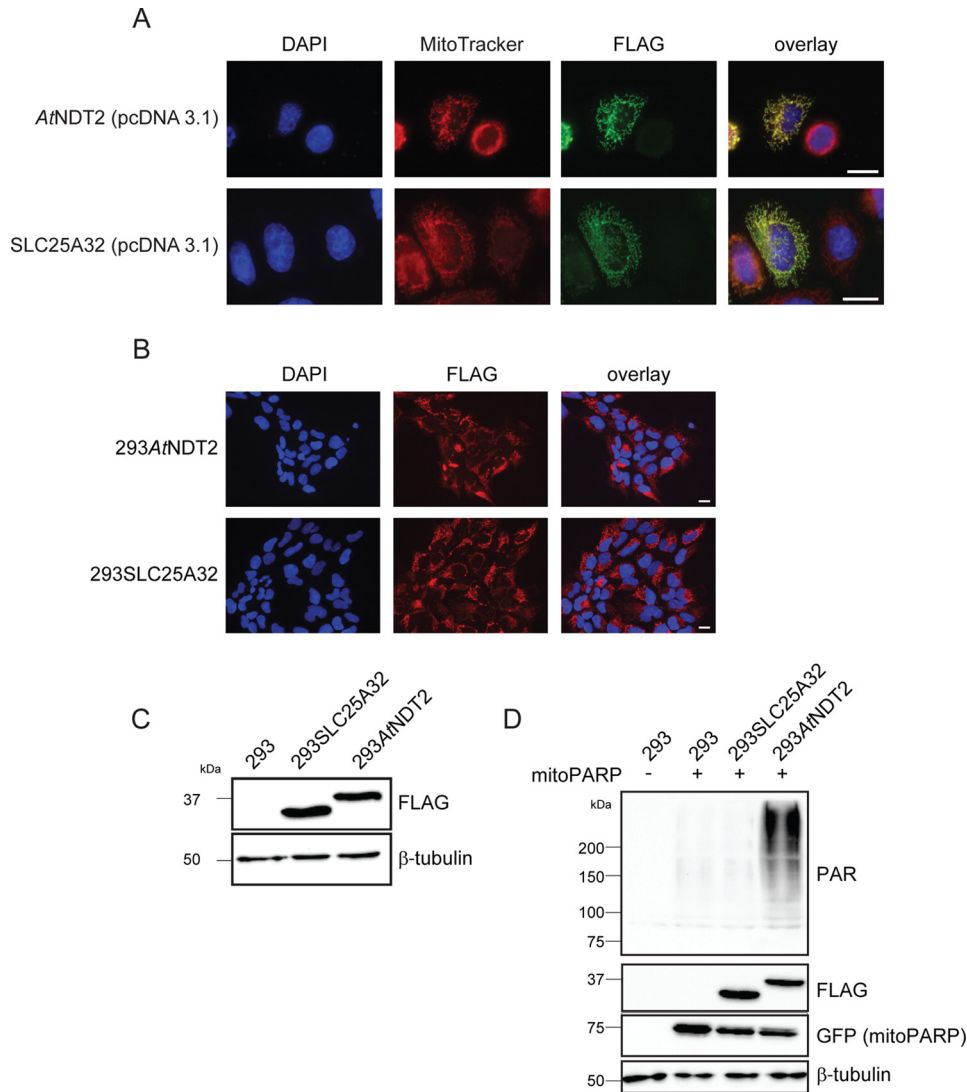 A
DAPI MitoTracker FLAG overlay
AtNDT2 (pcDNA 3.1)
SLC25A32 (pcDNA 3.1)
B
DAPI FLAG overlay
293AtNDT2
293SLC25A32
C
293 293SLC25A32 293AtNDT2
kDa
37 FLAG
50 β-tubulin
D
293 293 293SLC25A32 293AtNDT2
mitoPARP - + + +
kDa
200
150 PAR
100
75
37 FLAG
75 GFP (mitoPARP)
50 β-tubulin